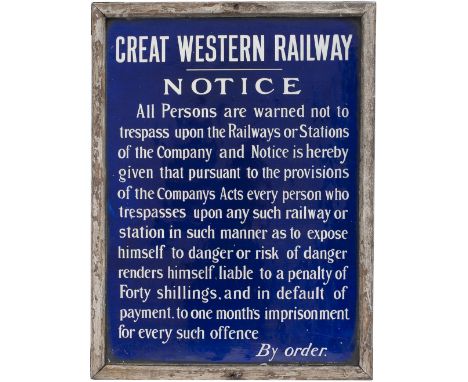 GREAT WESTERN RAILWAY
NOTICE
All Persons are warned not to
trespass upon the Railways or Stations
of the Company and Notice is hereby
given that pursuant to the provisions
of the Companys Acts every person who
trespasses upon any such railway or
station in such manner as to expose
himself to danger or risk of danger
renders himself liable to a penalty of
Forty shillings, and in default of
payment, to one month's imprisonment
for every such offence
By order.